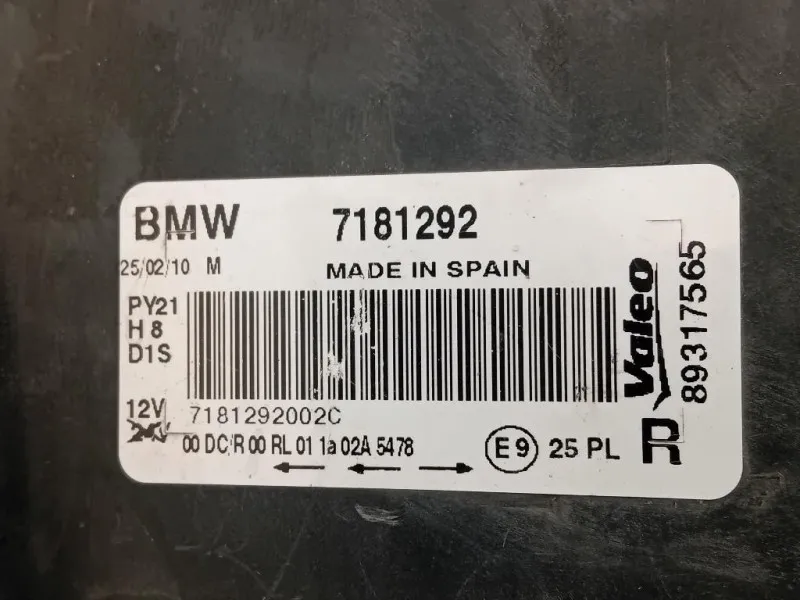 BMW 7181292
25/02/10 M MADE IN SPAIN
PY21
H8
D1S
12V
7181292002C
00 DC/R 00 RL 01 1a 02A 5478
E9 25 PL
R
Valeo
89317565